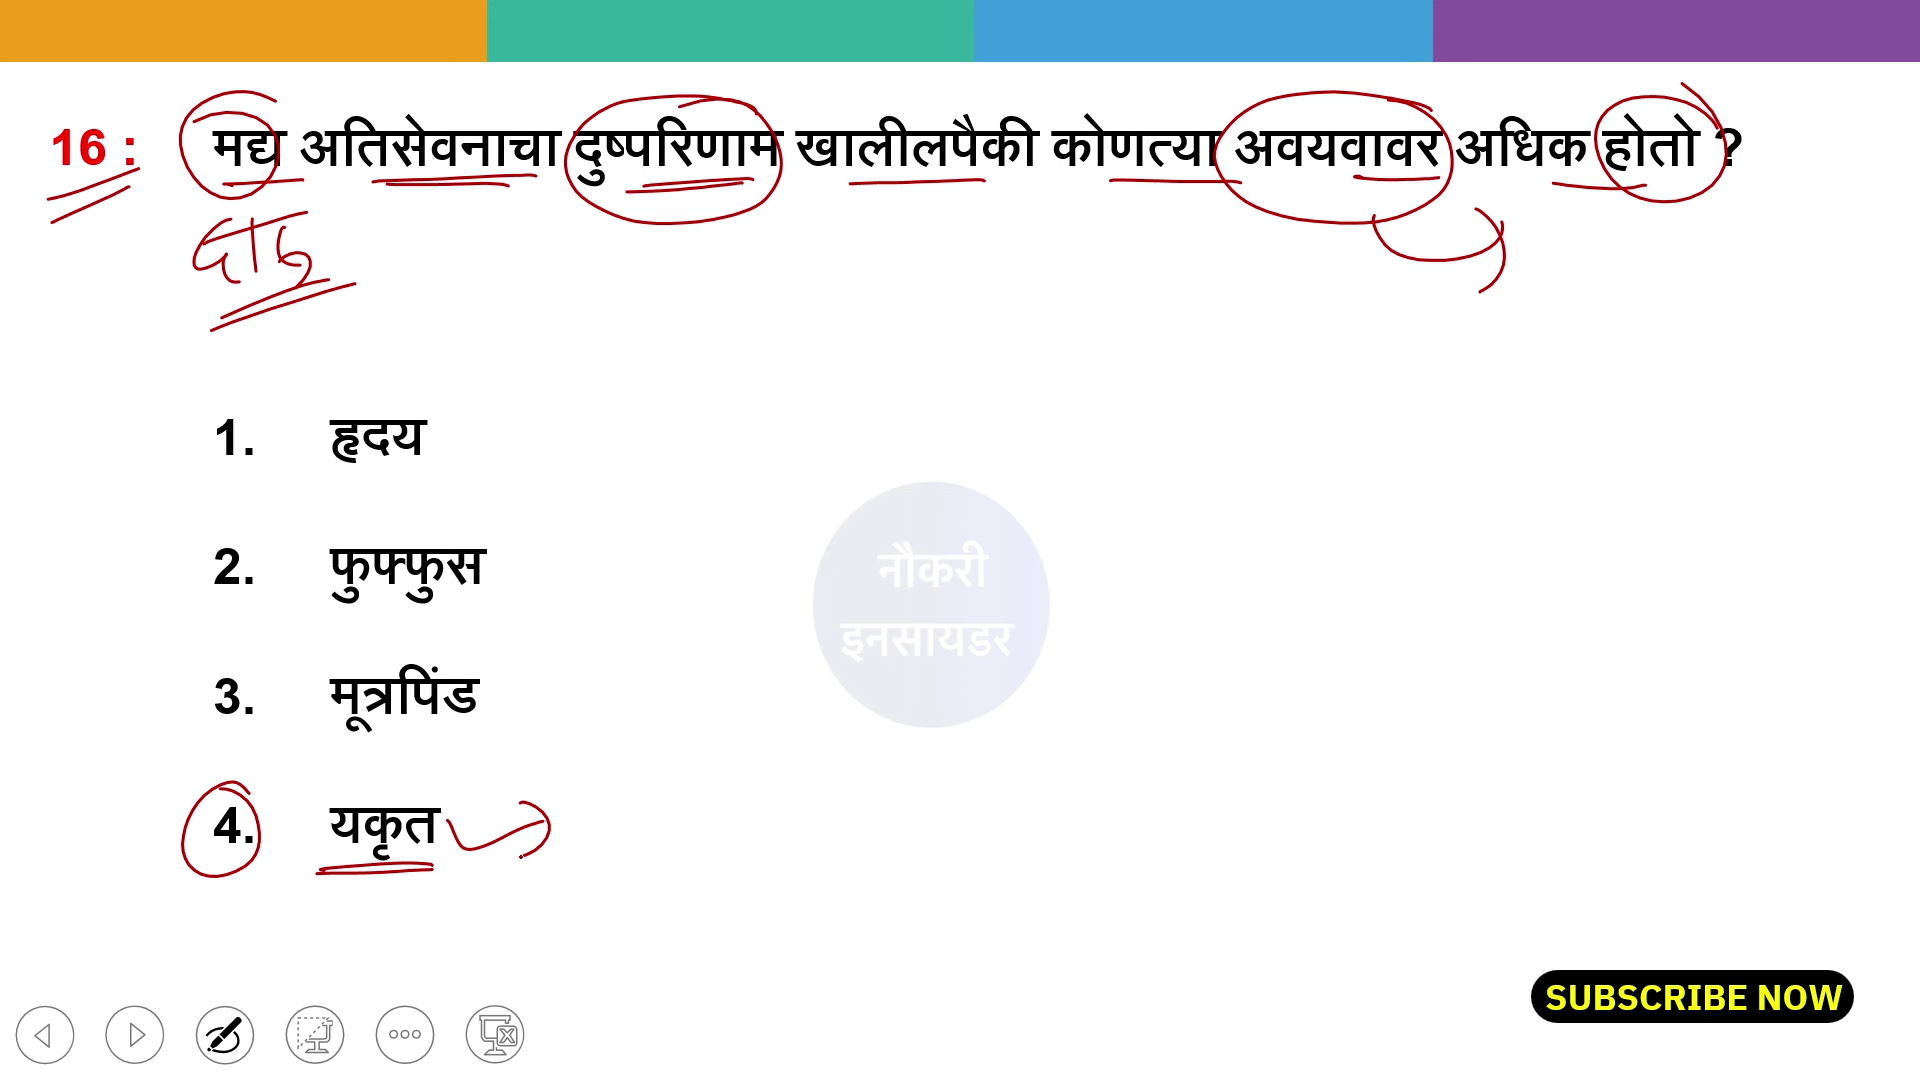 16 : मद्य अतिसेवनाचा दुष्परिणाम खालीलपैकी कोणत्या अवयवावर अधिक होतो ?
दारू
1. हृदय
2. फुफ्फुस
3. मूत्रपिंड
4. यकृत
नौकरी
इनसायडर
SUBSCRIBE NOW